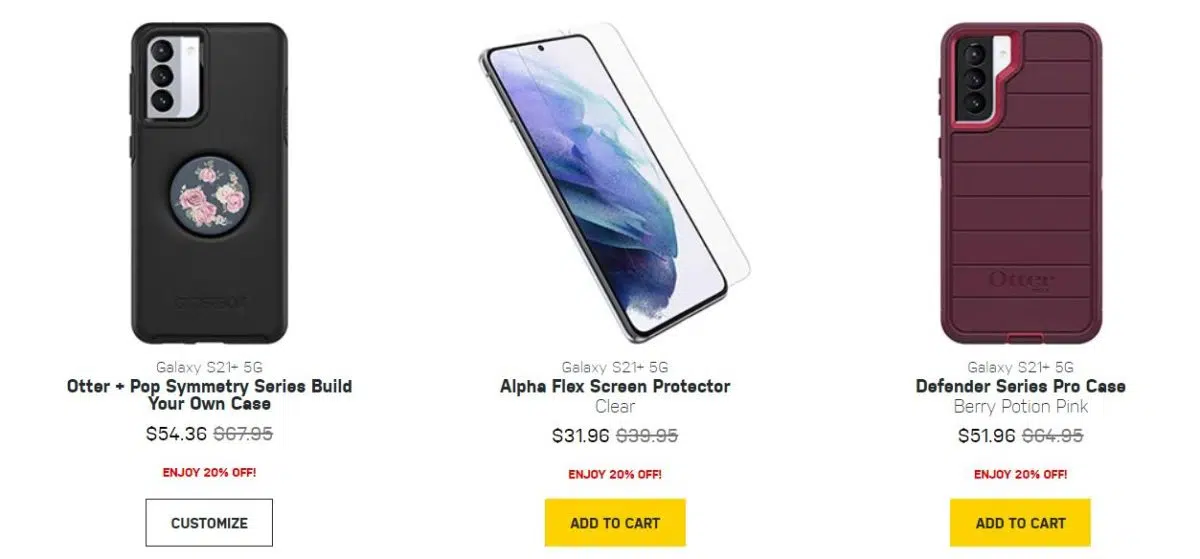 Galaxy S21+ 5G
Otter + Pop Symmetry Series Build
Your Own Case
$54.36 $67.95
ENJOY 20% OFF!
CUSTOMIZE
Galaxy S21+ 5G
Alpha Flex Screen Protector
Clear
$31.96 $39.95
ENJOY 20% OFF!
ADD TO CART
Otter
Galaxy S21+ 5G
Defender Series Pro Case
Berry Potion Pink
$51.96 $64.95
ENJOY 20% OFF!
ADD TO CART